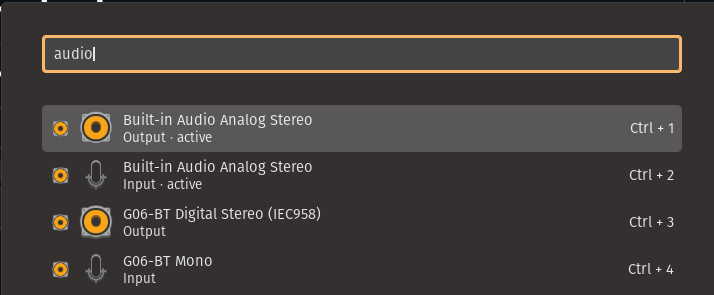 audio
Built-in Audio Analog Stereo
Output · active
Ctrl + 1
Built-in Audio Analog Stereo
Input · active
Ctrl + 2
G06-BT Digital Stereo (IEC958)
Output
Ctrl + 3
G06-BT Mono
Input
Ctrl + 4